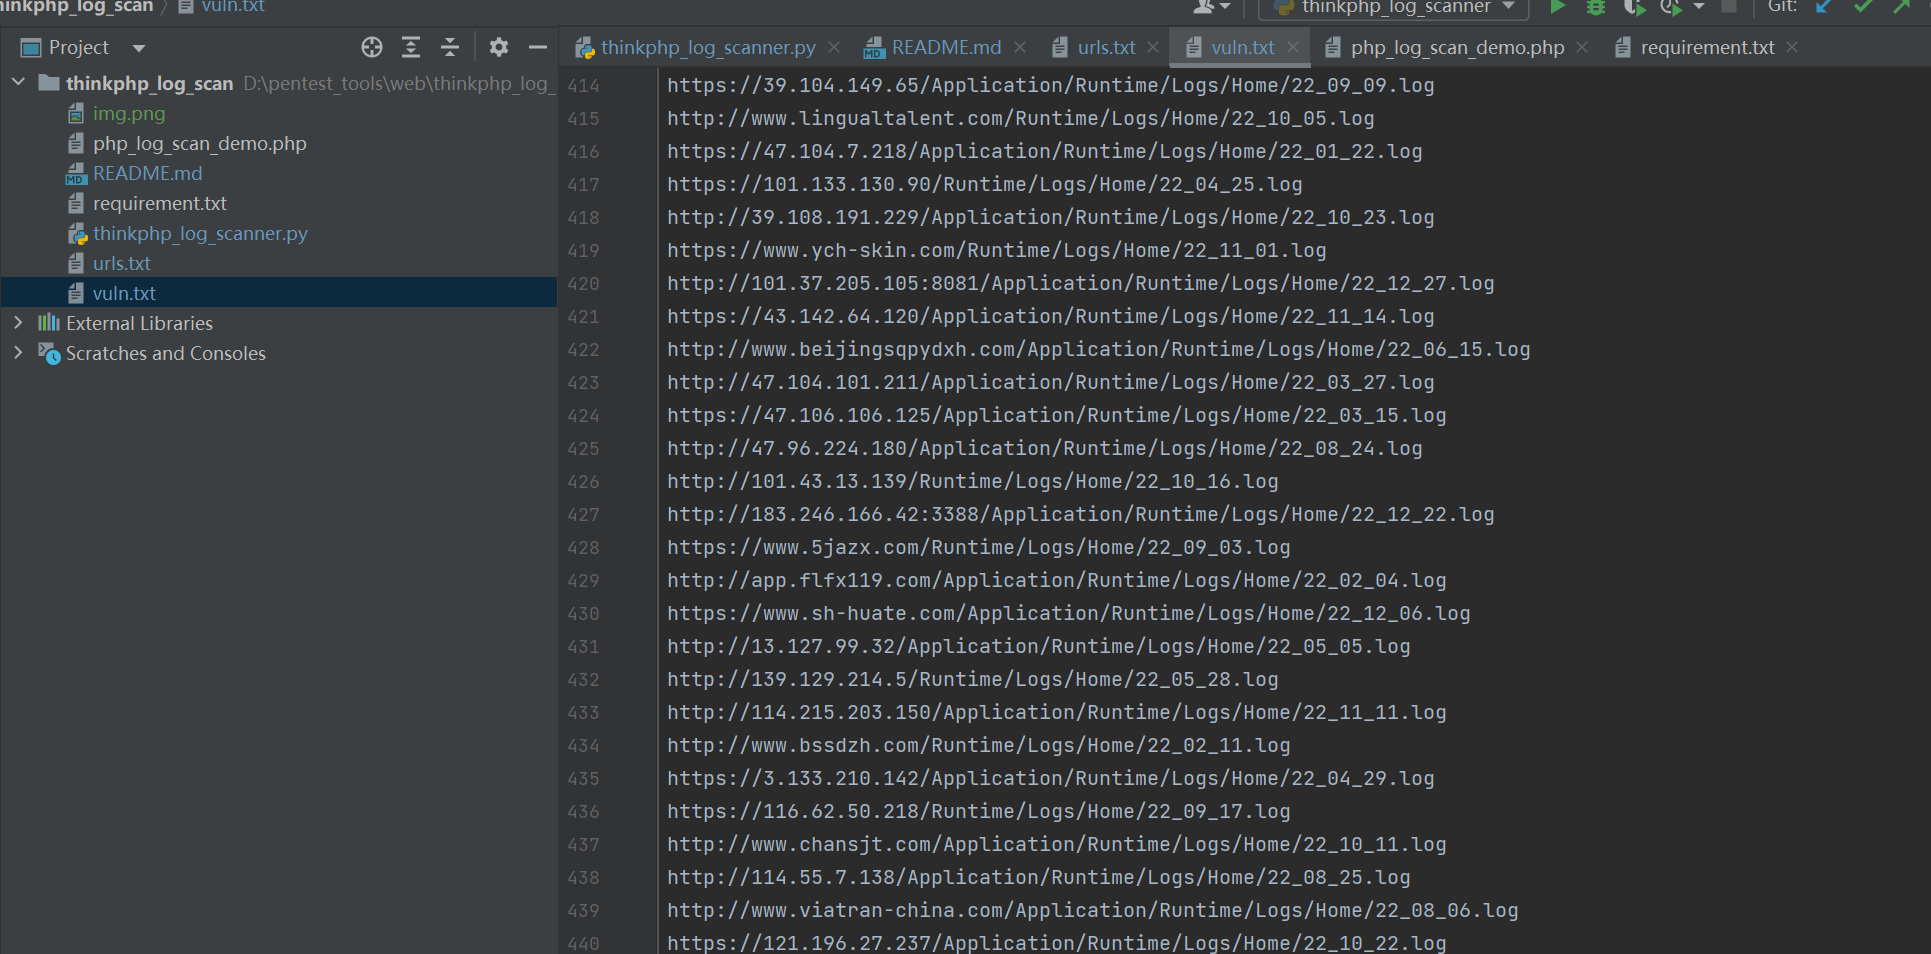 inkphp_log_scan vuln.txt thinkphp_log_scanner Git:
Project thinkphp_log_scanner.py README.md urls.txt vuln.txt php_log_scan_demo.php requirement.txt
thinkphp_log_scan D:\pentest_tools\web\thinkphp_log_
img.png
php_log_scan_demo.php
README.md
requirement.txt
thinkphp_log_scanner.py
urls.txt
vuln.txt
External Libraries
Scratches and Consoles
414 https://39.104.149.65/Application/Runtime/Logs/Home/22_09_09.log
415 http://www.lingualtalent.com/Runtime/Logs/Home/22_10_05.log
416 https://47.104.7.218/Application/Runtime/Logs/Home/22_01_22.log
417 https://101.133.130.90/Runtime/Logs/Home/22_04_25.log
418 http://39.108.191.229/Application/Runtime/Logs/Home/22_10_23.log
419 https://www.ych-skin.com/Runtime/Logs/Home/22_11_01.log
420 http://101.37.205.105:8081/Application/Runtime/Logs/Home/22_12_27.log
421 https://43.142.64.120/Application/Runtime/Logs/Home/22_11_14.log
422 http://www.beijingsqpydxh.com/Application/Runtime/Logs/Home/22_06_15.log
423 http://47.104.101.211/Application/Runtime/Logs/Home/22_03_27.log
424 https://47.106.106.125/Application/Runtime/Logs/Home/22_03_15.log
425 https://47.96.224.180/Application/Runtime/Logs/Home/22_08_24.log
426 http://101.43.13.139/Runtime/Logs/Home/22_10_16.log
427 http://183.246.166.42:3388/Application/Runtime/Logs/Home/22_12_22.log
428 https://www.5jazx.com/Runtime/Logs/Home/22_09_03.log
429 http://app.flfx119.com/Application/Runtime/Logs/Home/22_02_04.log
430 https://www.sh-huate.com/Application/Runtime/Logs/Home/22_12_06.log
431 http://13.127.99.32/Application/Runtime/Logs/Home/22_05_05.log
432 http://139.129.214.5/Runtime/Logs/Home/22_05_28.log
433 http://114.215.203.150/Application/Runtime/Logs/Home/22_11_11.log
434 http://www.bssdzh.com/Runtime/Logs/Home/22_02_11.log
435 https://3.133.210.142/Application/Runtime/Logs/Home/22_04_29.log
436 https://116.62.50.218/Runtime/Logs/Home/22_09_17.log
437 http://www.chansjt.com/Application/Runtime/Logs/Home/22_10_11.log
438 http://114.55.7.138/Application/Runtime/Logs/Home/22_08_25.log
439 http://www.viatran-china.com/Application/Runtime/Logs/Home/22_08_06.log
440 https://121.196.27.237/Application/Runtime/Logs/Home/22_10_22.log